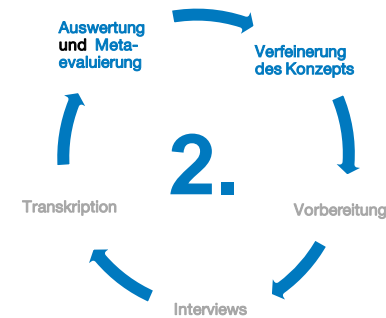 Auswertung
und Meta-
evaluierung
Verfeinerung
des Konzepts
2.
Transkription
Vorbereitung
Interviews